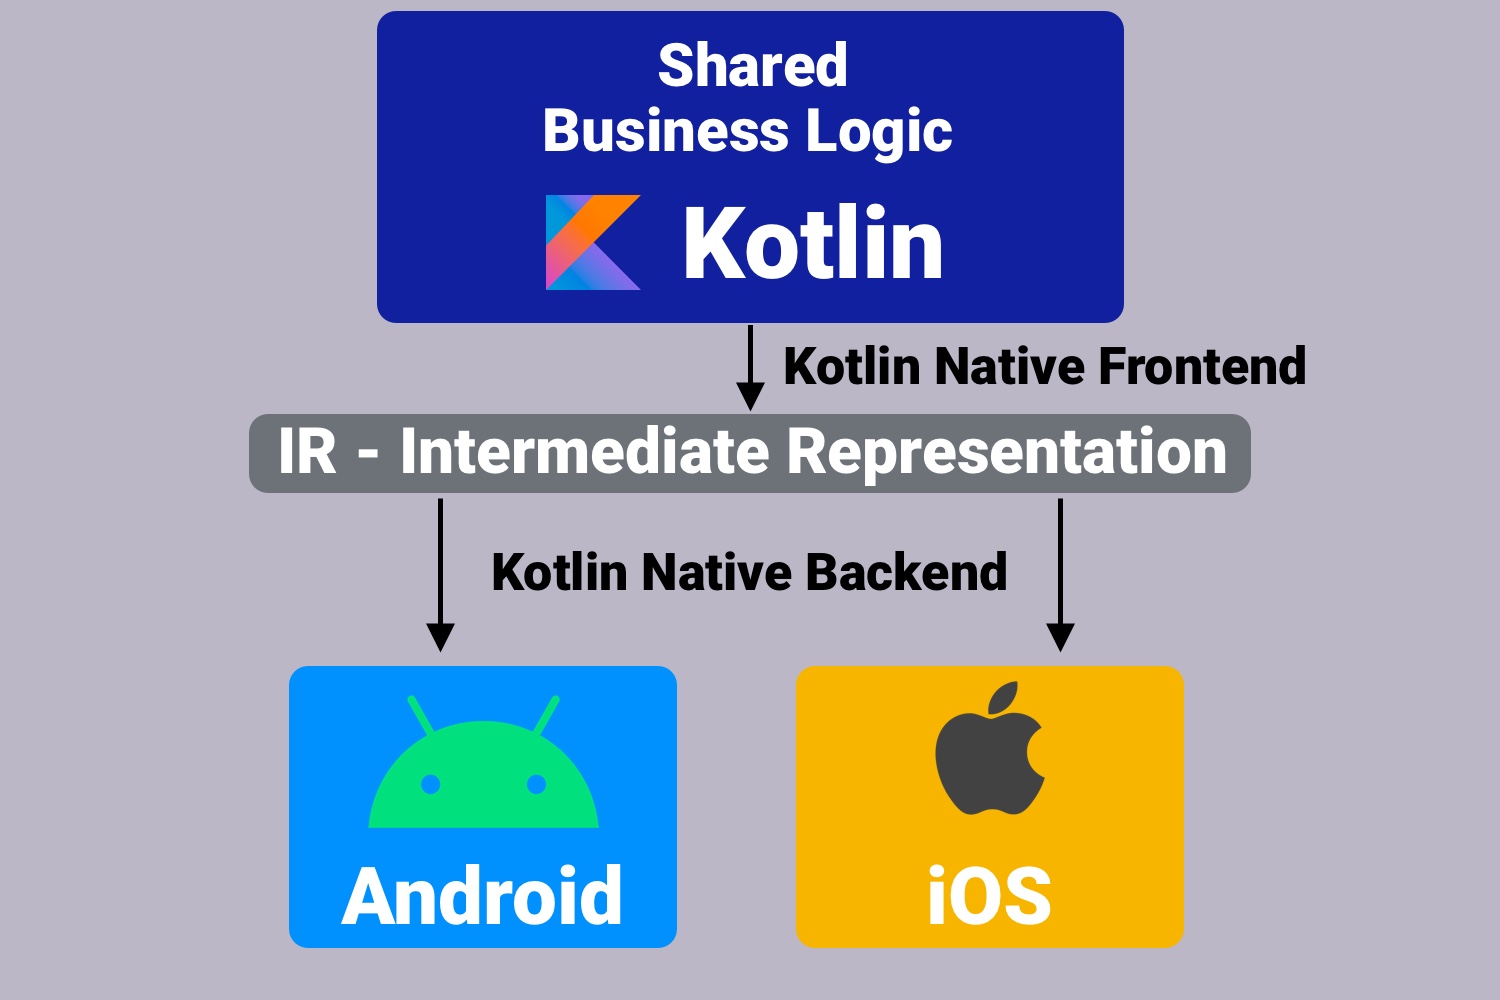 Shared
Business Logic
Kotlin
Kotlin Native Frontend
IR - Intermediate Representation
Kotlin Native Backend
Android
iOS